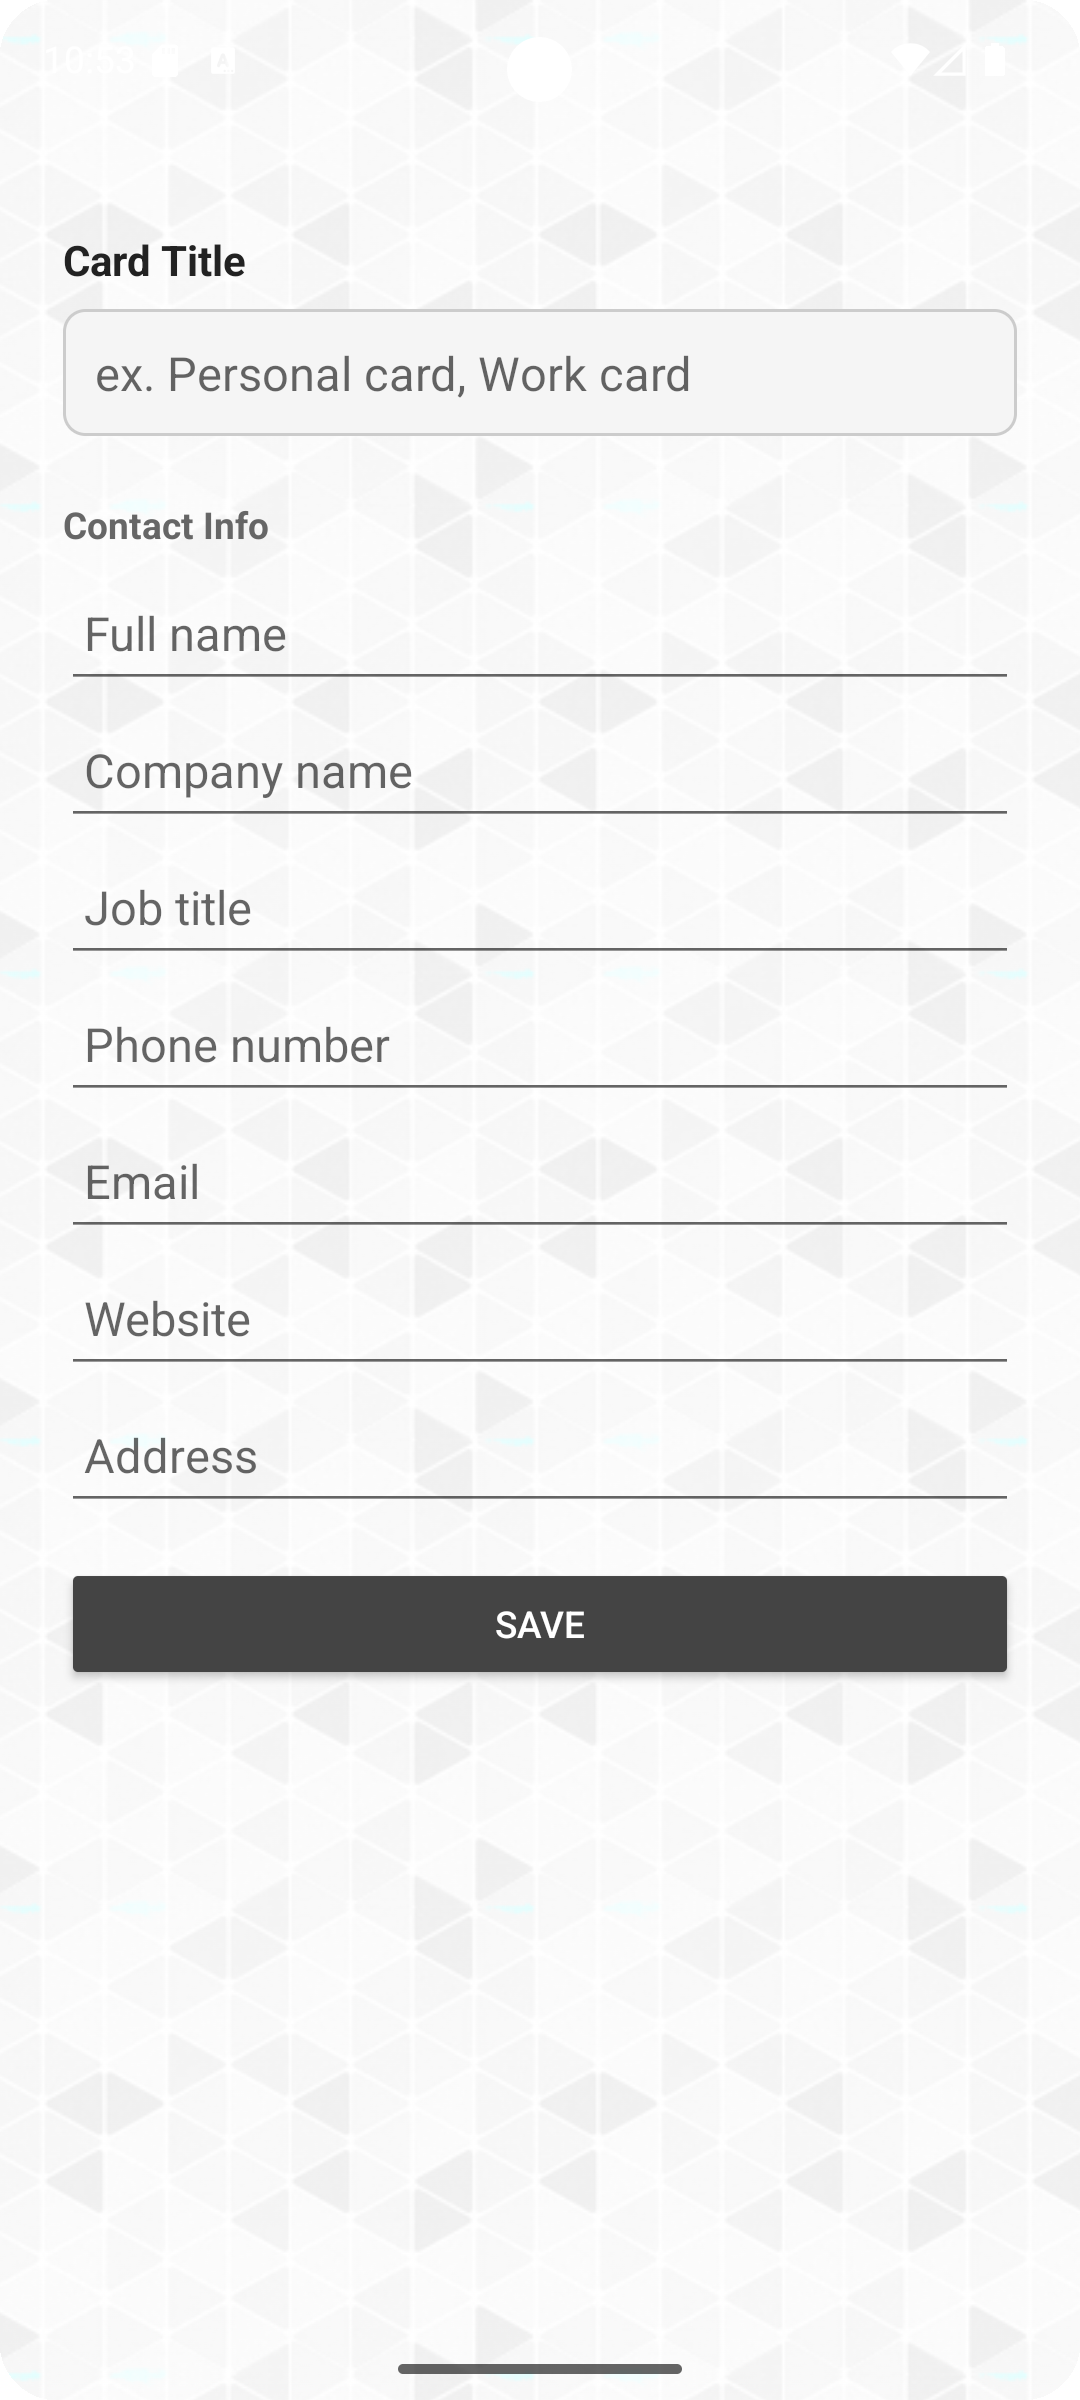 10:53
Card Title
ex. Personal card, Work card
Contact Info
Full name
Company name
Job title
Phone number
Email
Website
Address
SAVE